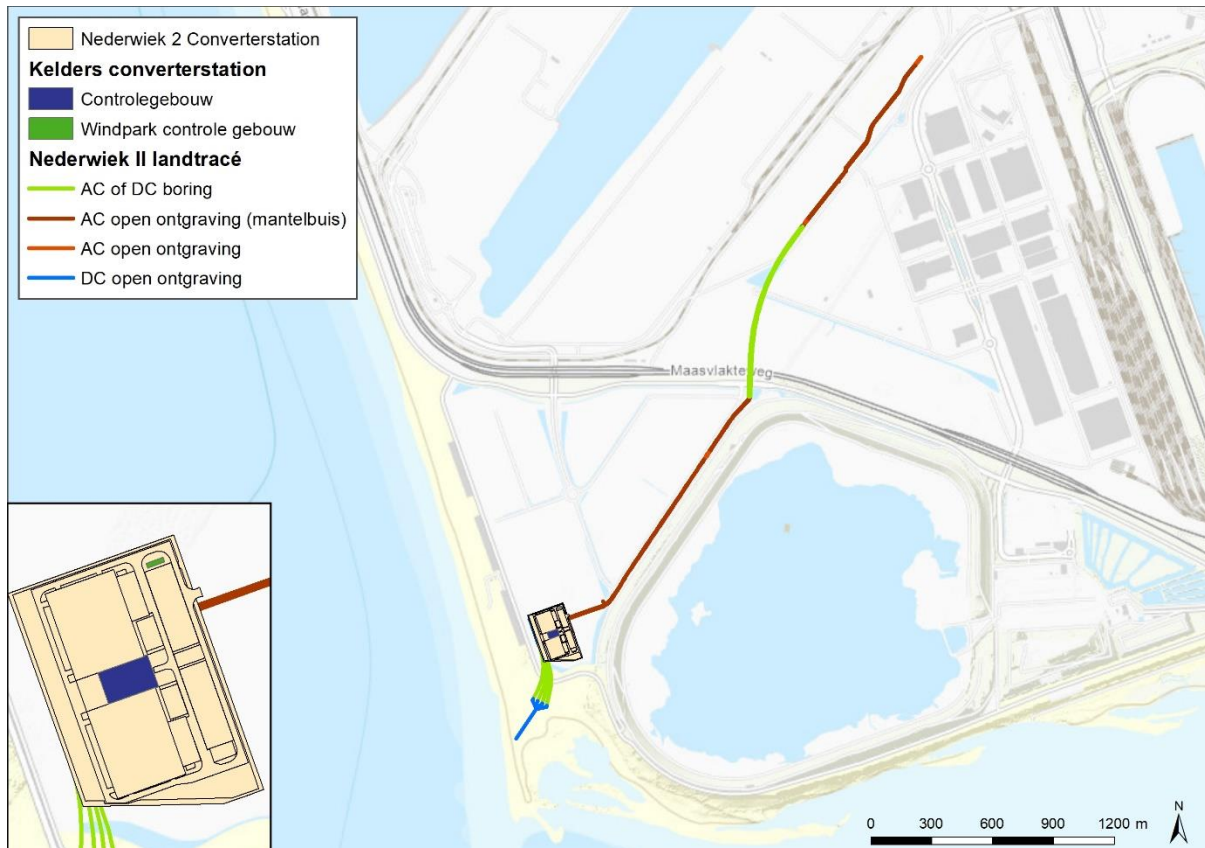 Nederwiek 2 Converterstation
Kelders converterstation
Controlegebouw
Windpark controle gebouw
Nederwiek II landtracé
AC of DC boring
AC open ontgraving (mantelbuis)
AC open ontgraving
DC open ontgraving
Maasvlakteweg
N
0 300 600 900 1200 m